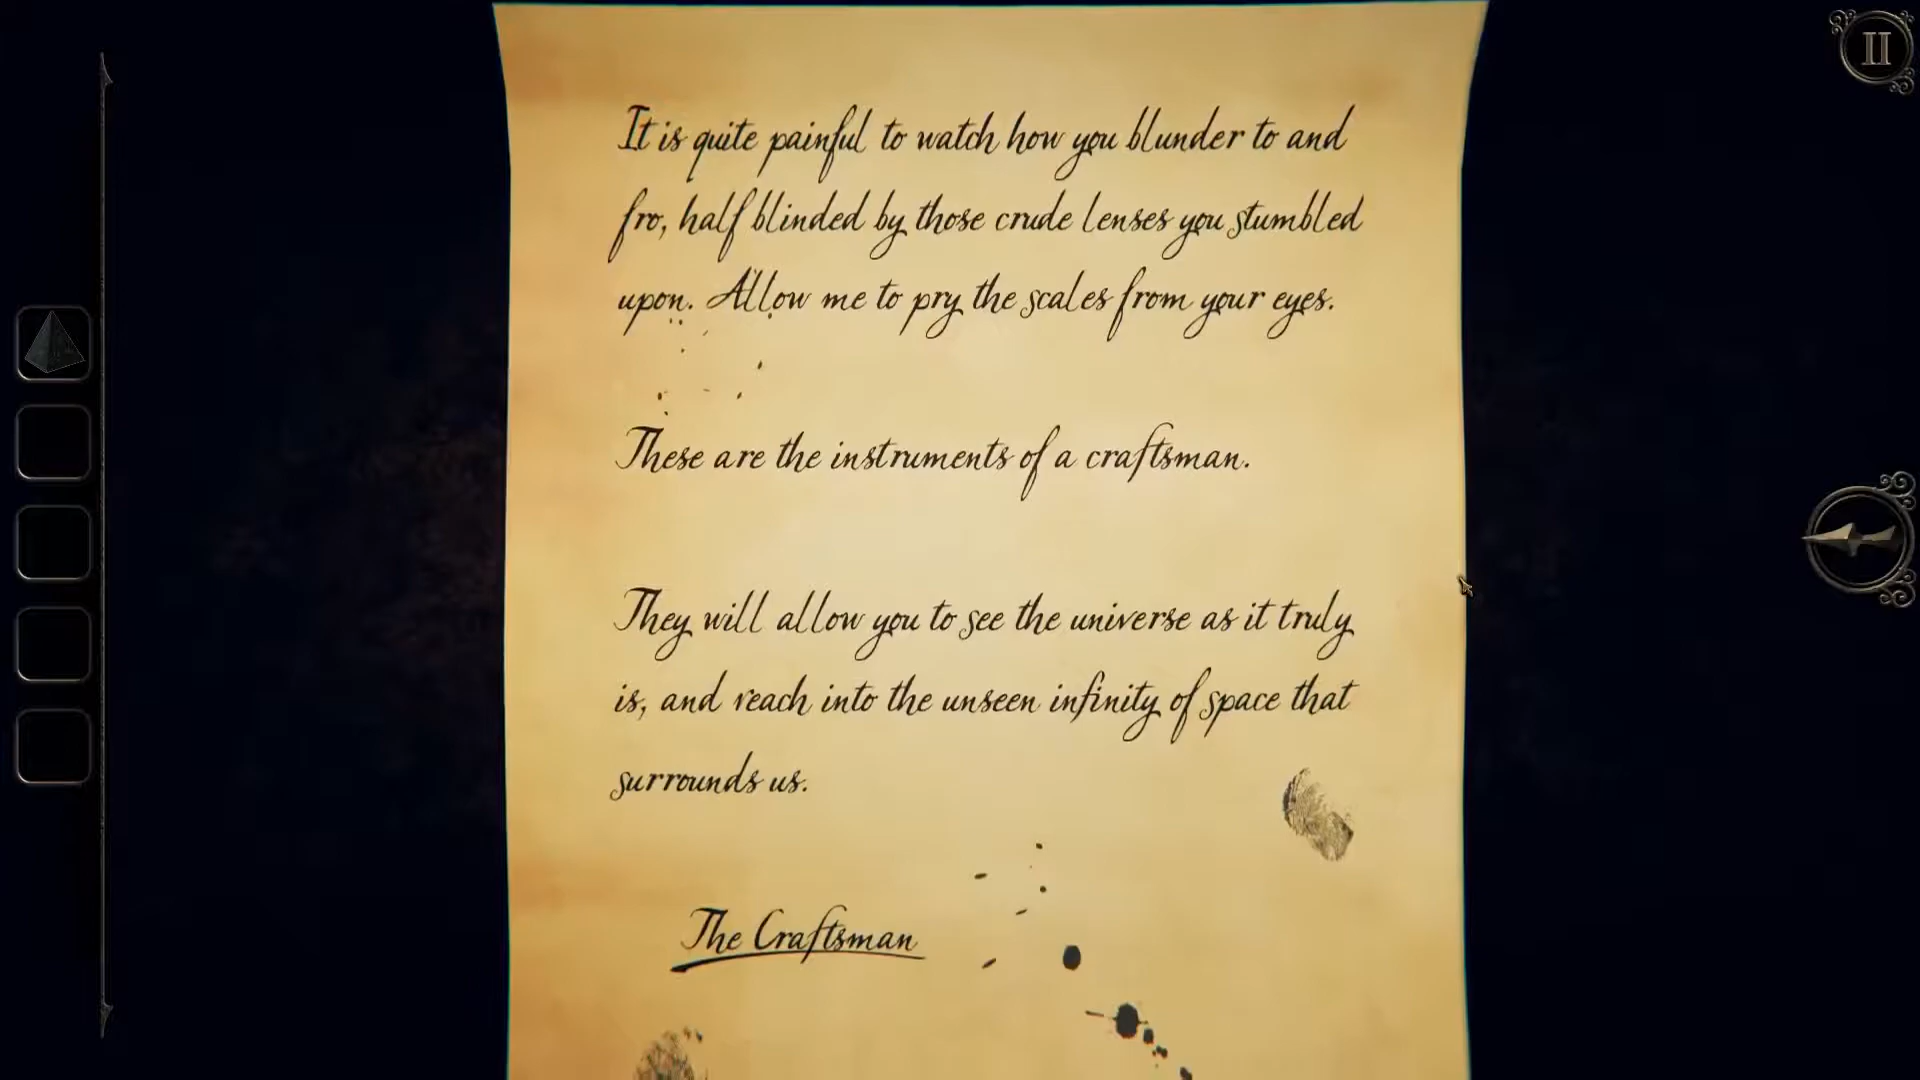 It is quite painful to watch how you blunder to and
fro, half blinded by those crude lenses you stumbled
upon. Allow me to pry the scales from your eyes.
These are the instruments of a craftsman.
They will allow you to see the universe as it truly
is, and reach into the unseen infinity of space that
surrounds us.
The Craftsman